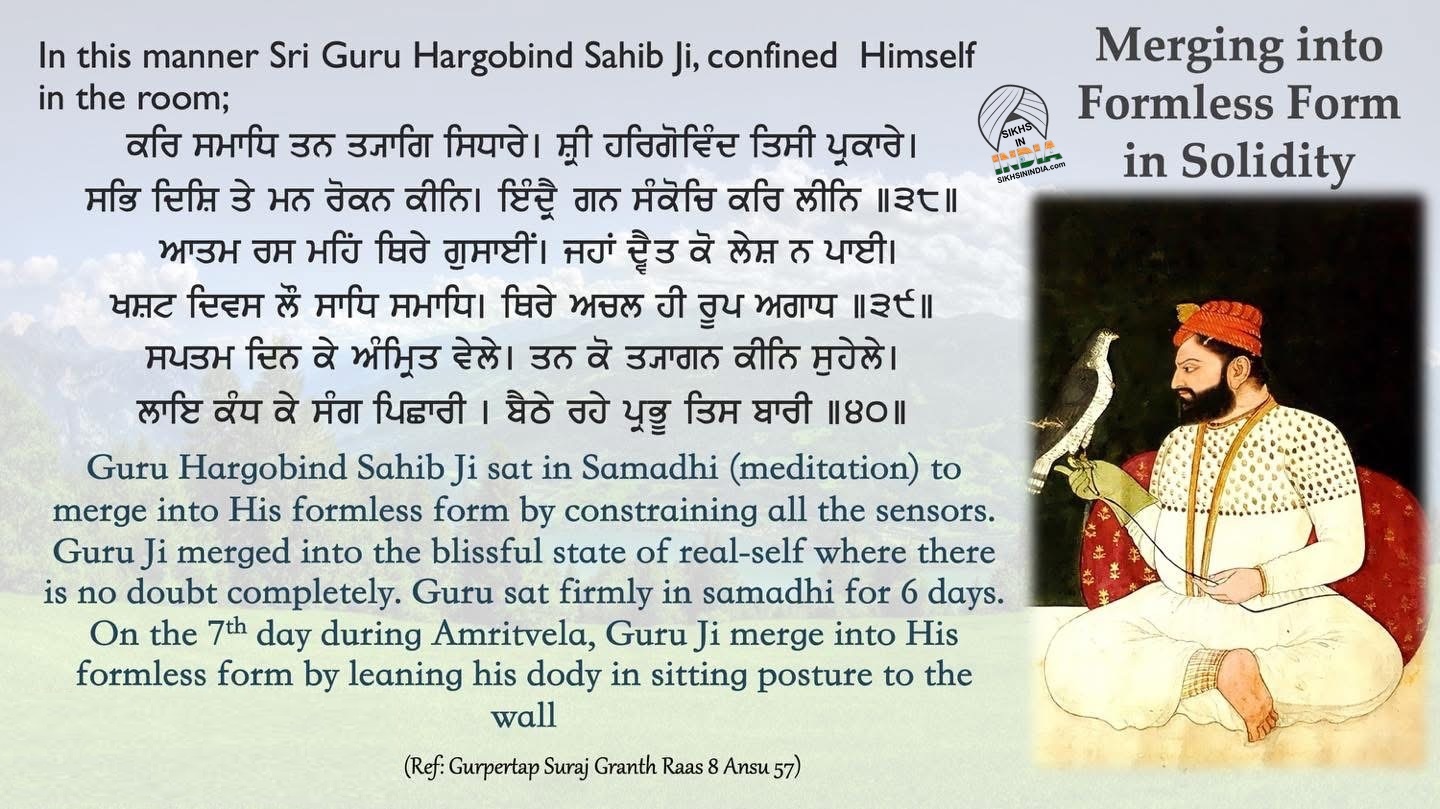 In this manner Sri Guru Hargobind Sahib Ji, confined Himself
in the room;
ਕਰਿ ਸਮਾਧਿ ਤਨ ਤ੍ਯਾਗਿ ਸਿਧਾਰੇ। ਸ਼੍ਰੀ ਹਰਿਗੋਵਿੰਦ ਤਿਸੀ ਪ੍ਰਕਾਰੇ।
ਸਭਿ ਦਿਸ਼ਿ ਤੇ ਮਨ ਰੋਕਨ ਕੀਨਿ। ਇੰਦ੍ਰੈ ਗਨ ਸੰਕੋਚਿ ਕਰਿ ਲੀਨਿ ॥੩੮॥
ਆਤਮ ਰਸ ਮਹਿਂ ਥਿਰੇ ਗੁਸਾਈਂ। ਜਹਾਂ ਦ੍ਵੈਤ ਕੋ ਲੇਸ਼ ਨ ਪਾਈ।
ਖਸ਼ਟ ਦਿਵਸ ਲੌ ਸਾਧਿ ਸਮਾਧਿ। ਥਿਰੇ ਅਚਲ ਹੀ ਰੂਪ ਅਗਾਧ ॥੩੯॥
ਸਪਤਮ ਦਿਨ ਕੇ ਅੰਮ੍ਰਿਤ ਵੇਲੇ। ਤਨ ਕੋ ਤ੍ਯਾਗਨ ਕੀਨਿ ਸੁਹੇਲੇ।
ਲਾਇ ਕੰਧ ਕੇ ਸੰਗ ਪਿਛਾਰੀ । ਬੈਠੇ ਰਹੇ ਪ੍ਰਭੂ ਤਿਸ ਬਾਰੀ ॥੪੦॥
Guru Hargobind Sahib Ji sat in Samadhi (meditation) to
merge into His formless form by constraining all the sensors.
Guru Ji merged into the blissful state of real-self where there
is no doubt completely. Guru sat firmly in samadhi for 6 days.
On the 7th day during Amritvela, Guru Ji merge into His
formless form by leaning his dody in sitting posture to the
wall
(Ref: Gurpertap Suraj Granth Raas 8 Ansu 57)
Merging into
Formless Form
in Solidity
SIKHS
IN
INDIA
SIKHSININDIA.com